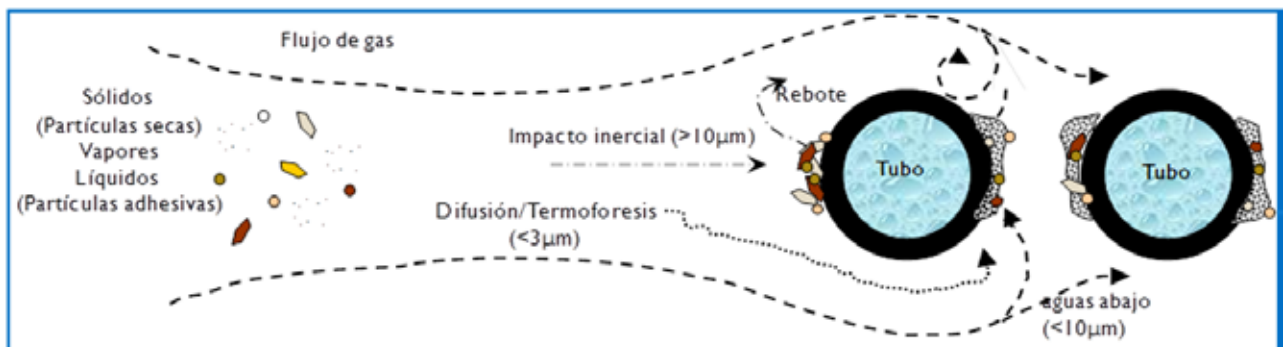 Flujo de gas
Sólidos
(Partículas secas)
Vapores
Líquidos
(Partículas adhesivas)
Rebote
Impacto inercial (>10µm)
Tubo
Tubo
Difusión/Termoforesis
(<3µm)
aguas abajo
(<10µm)